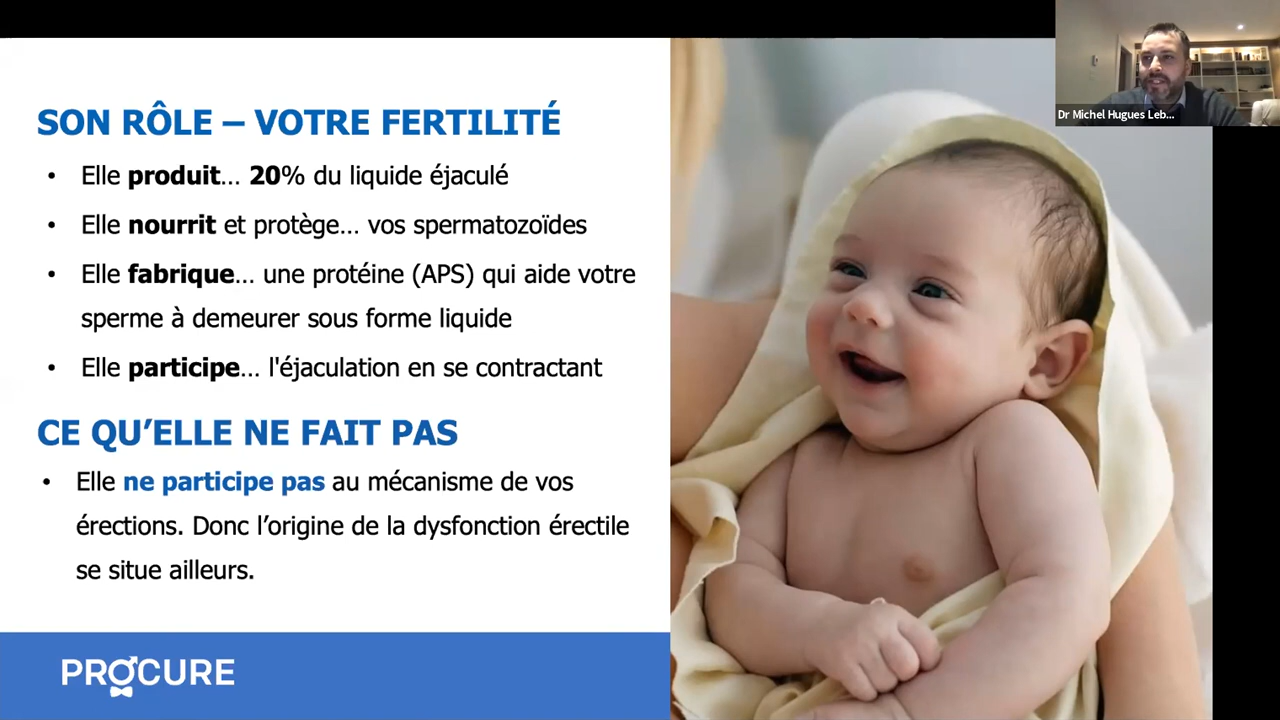 Dr Michel Hugues Leb...
SON RÔLE – VOTRE FERTILITÉ
• Elle produit... 20% du liquide éjaculé
• Elle nourrit et protège... vos spermatozoïdes
• Elle fabrique... une protéine (APS) qui aide votre
sperme à demeurer sous forme liquide
• Elle participe... l'éjaculation en se contractant
CE QU’ELLE NE FAIT PAS
• Elle ne participe pas au mécanisme de vos
érections. Donc l’origine de la dysfonction érectile
se situe ailleurs.
PROCURE